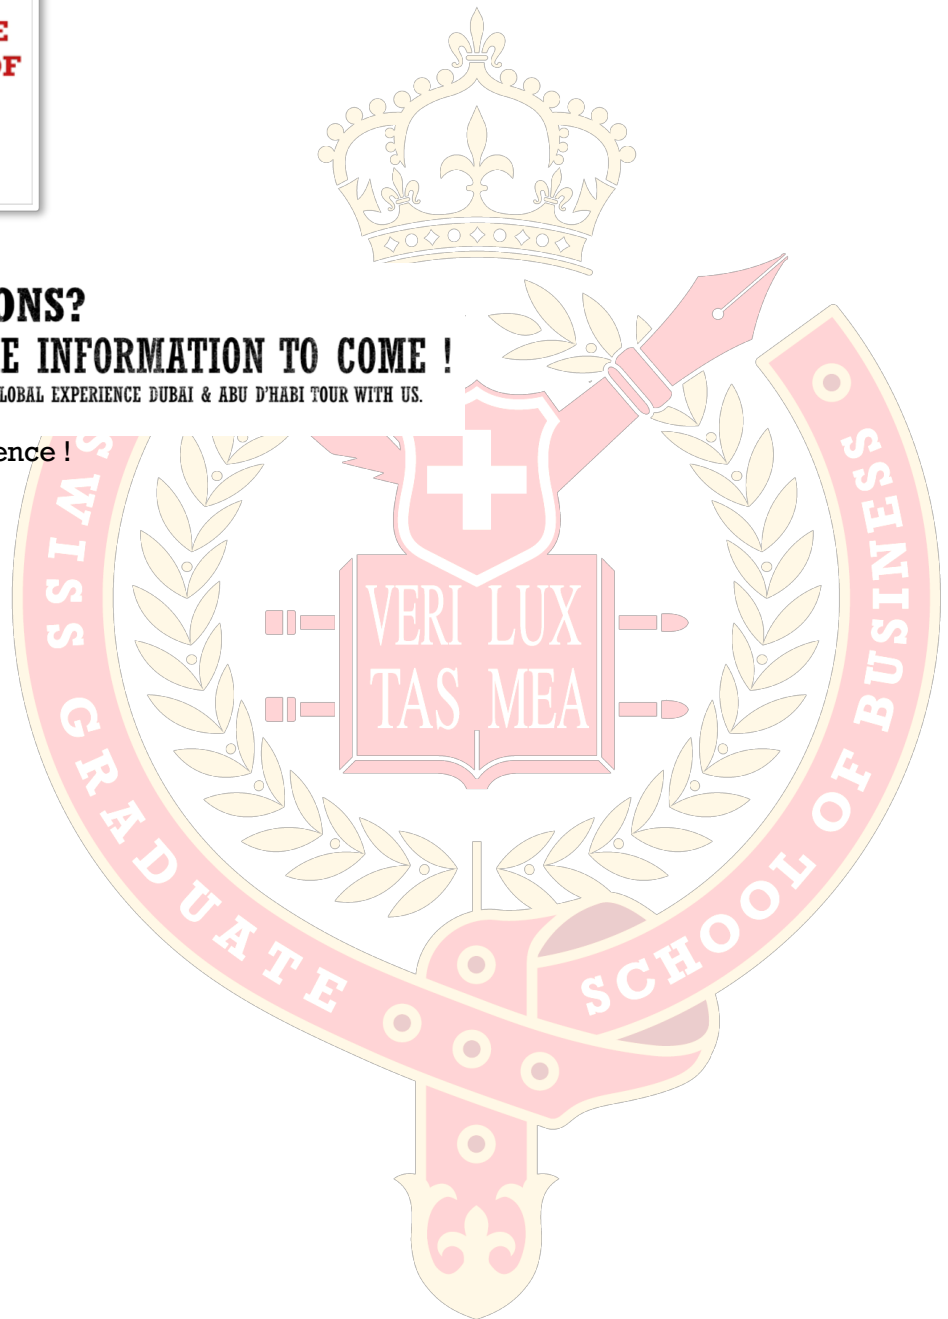 E
OF
ONS?
E INFORMATION TO COME !
LOBAL EXPERIENCE DUBAI & ABU D'HABI TOUR WITH US.
ence !
SWISS GRADUATE SCHOOL OF BUSINESS
VERI LUX
TAS MEA